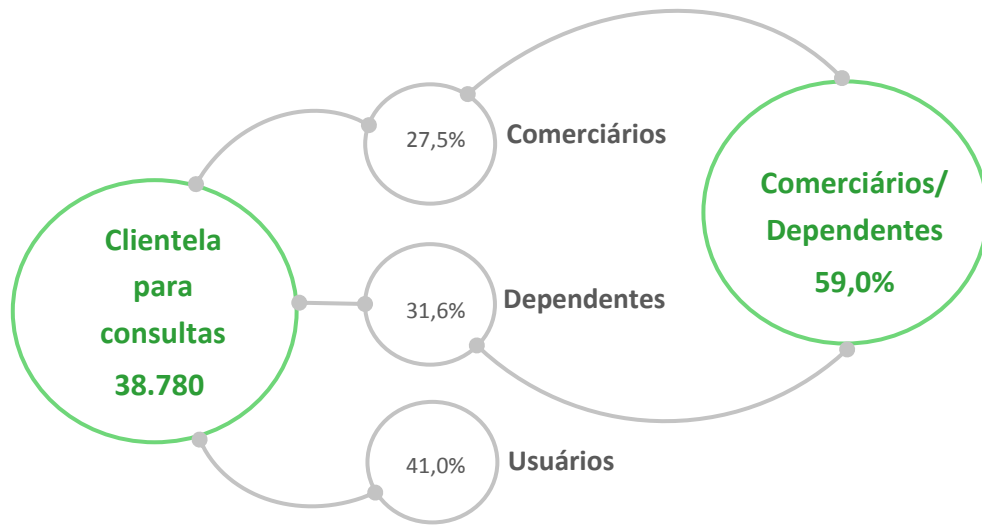 Clientela
para
consultas
38.780
27,5%
Comerciários
31,6%
Dependentes
41,0%
Usuários
Comerciários/
Dependentes
59,0%